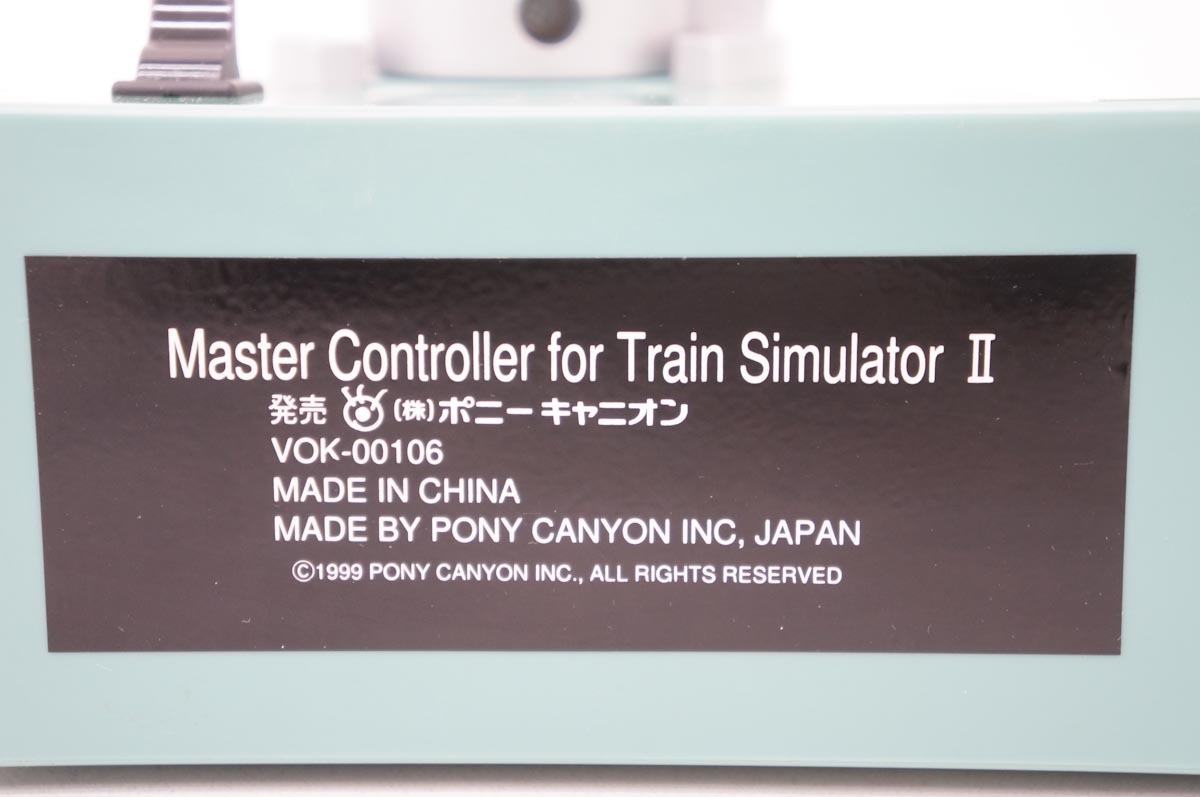 Master Controller for Train Simulator Ⅱ
発売 (株)ポニーキャニオン
VOK-00106
MADE IN CHINA
MADE BY PONY CANYON INC, JAPAN
©1999 PONY CANYON INC., ALL RIGHTS RESERVED